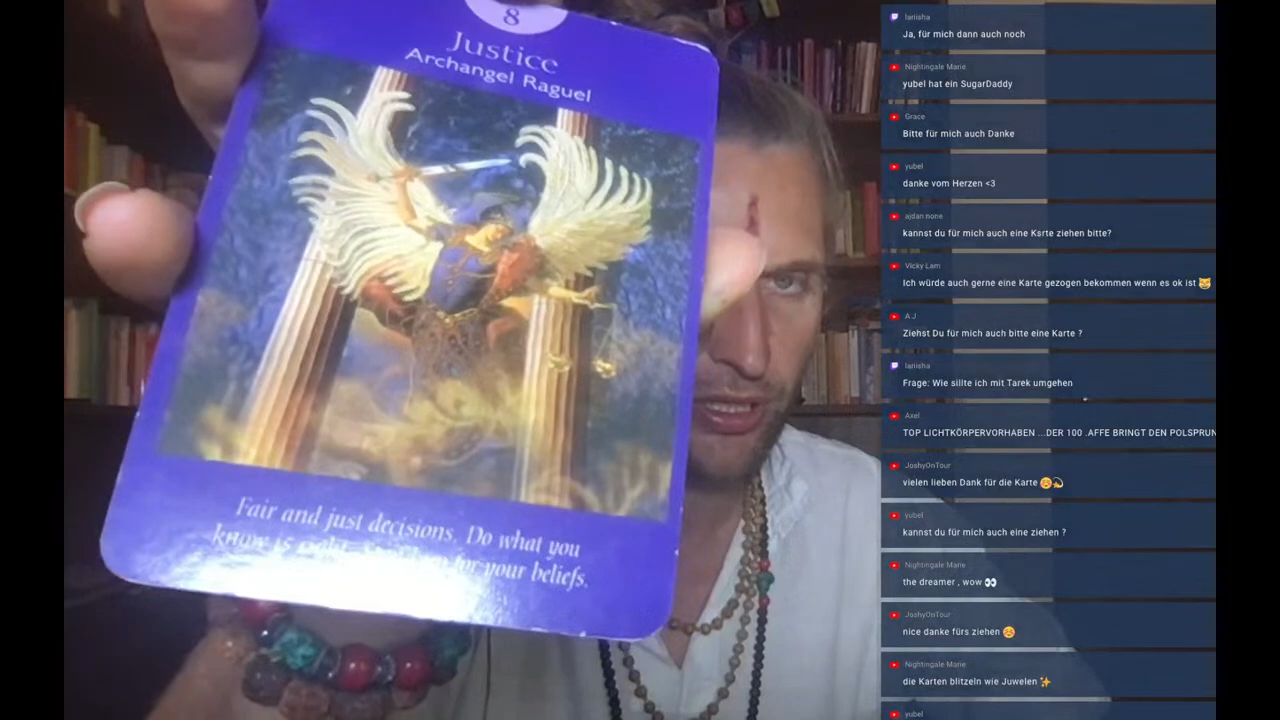 8
Justice
Archangel Raguel
Fair and just decisions. Do what you
for your beliefs.
lariisha
Ja, für mich dann auch noch
Nightingale Marie
yubel hat ein SugarDaddy
Grace
Bitte für mich auch Danke
yubel
danke vom Herzen <3
ajdan none
kannst du für mich auch eine Ksrte ziehen bitte?
Vicky Lam
Ich würde auch gerne eine Karte gezogen bekommen wenn es ok ist 😸
A.J
Ziehst Du für mich auch bitte eine Karte ?
lariisha
Frage: Wie sillte ich mit Tarek umgehen
Axel
TOP LICHTKÖRPERVORHABEN ...DER 100 .AFFE BRINGT DEN POLSPRUN
JoshyOnTour
vielen lieben Dank für die Karte ☺️💫
yubel
kannst du für mich auch eine ziehen ?
Nightingale Marie
the dreamer , wow 👀
JoshyOnTour
nice danke fürs ziehen ☺️
Nightingale Marie
die Karten blitzeln wie Juwelen ✨
yubel